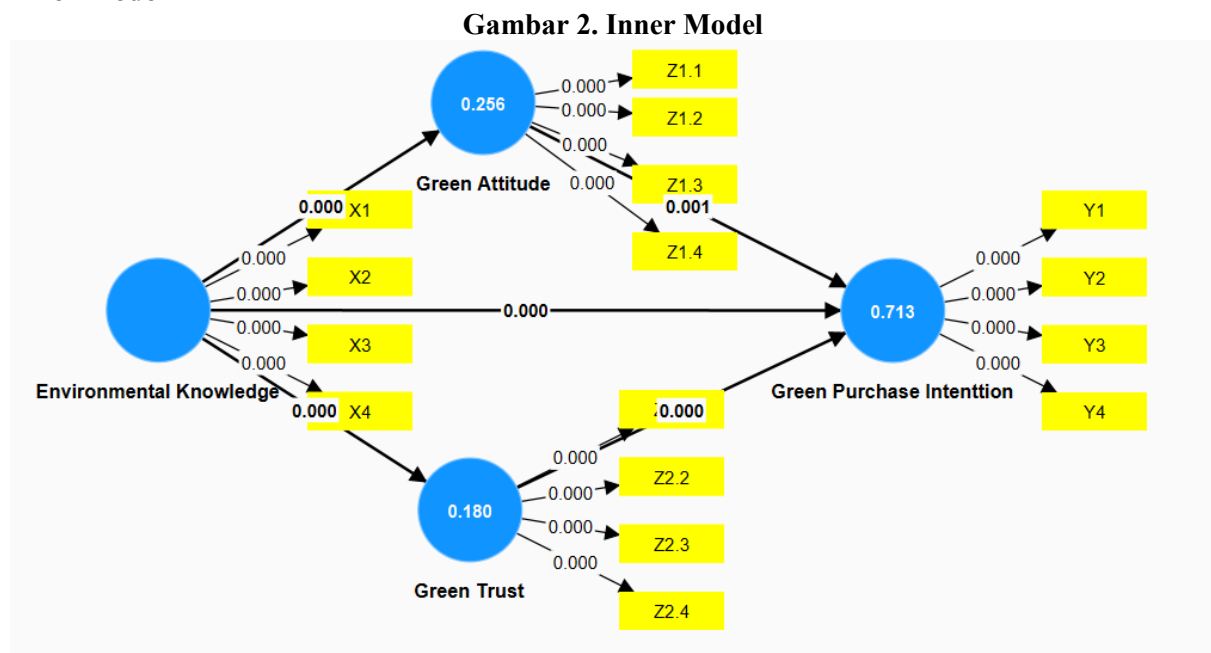 Gambar 2. Inner Model
0.256
Green Attitude
0.000
Z1.1
0.000
Z1.2
0.000
Z1.3
0.000
Z1.4
0.001
0.000
X1
0.000
X2
0.000
X3
0.000
X4
0.000
0.000
Environmental Knowledge
0.000
0.713
Green Purchase Intenttion
0.000
Y1
0.000
Y2
0.000
Y3
0.000
Y4
0.000
0.180
Green Trust
0.000
0.000
Z2.2
0.000
Z2.3
0.000
Z2.4